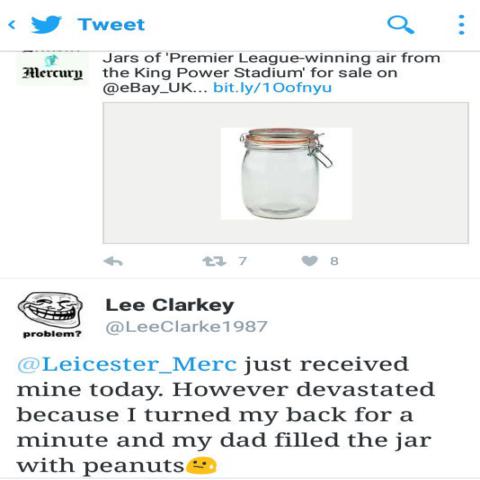 Tweet
Mercury
Jars of 'Premier League-winning air from
the King Power Stadium' for sale on
@eBay_UK... bit.ly/1Oofnyu
7
8
problem?
Lee Clarkey
@LeeClarke1987
@Leicester_Merc just received
mine today. However devastated
because I turned my back for a
minute and my dad filled the jar
with peanuts😓